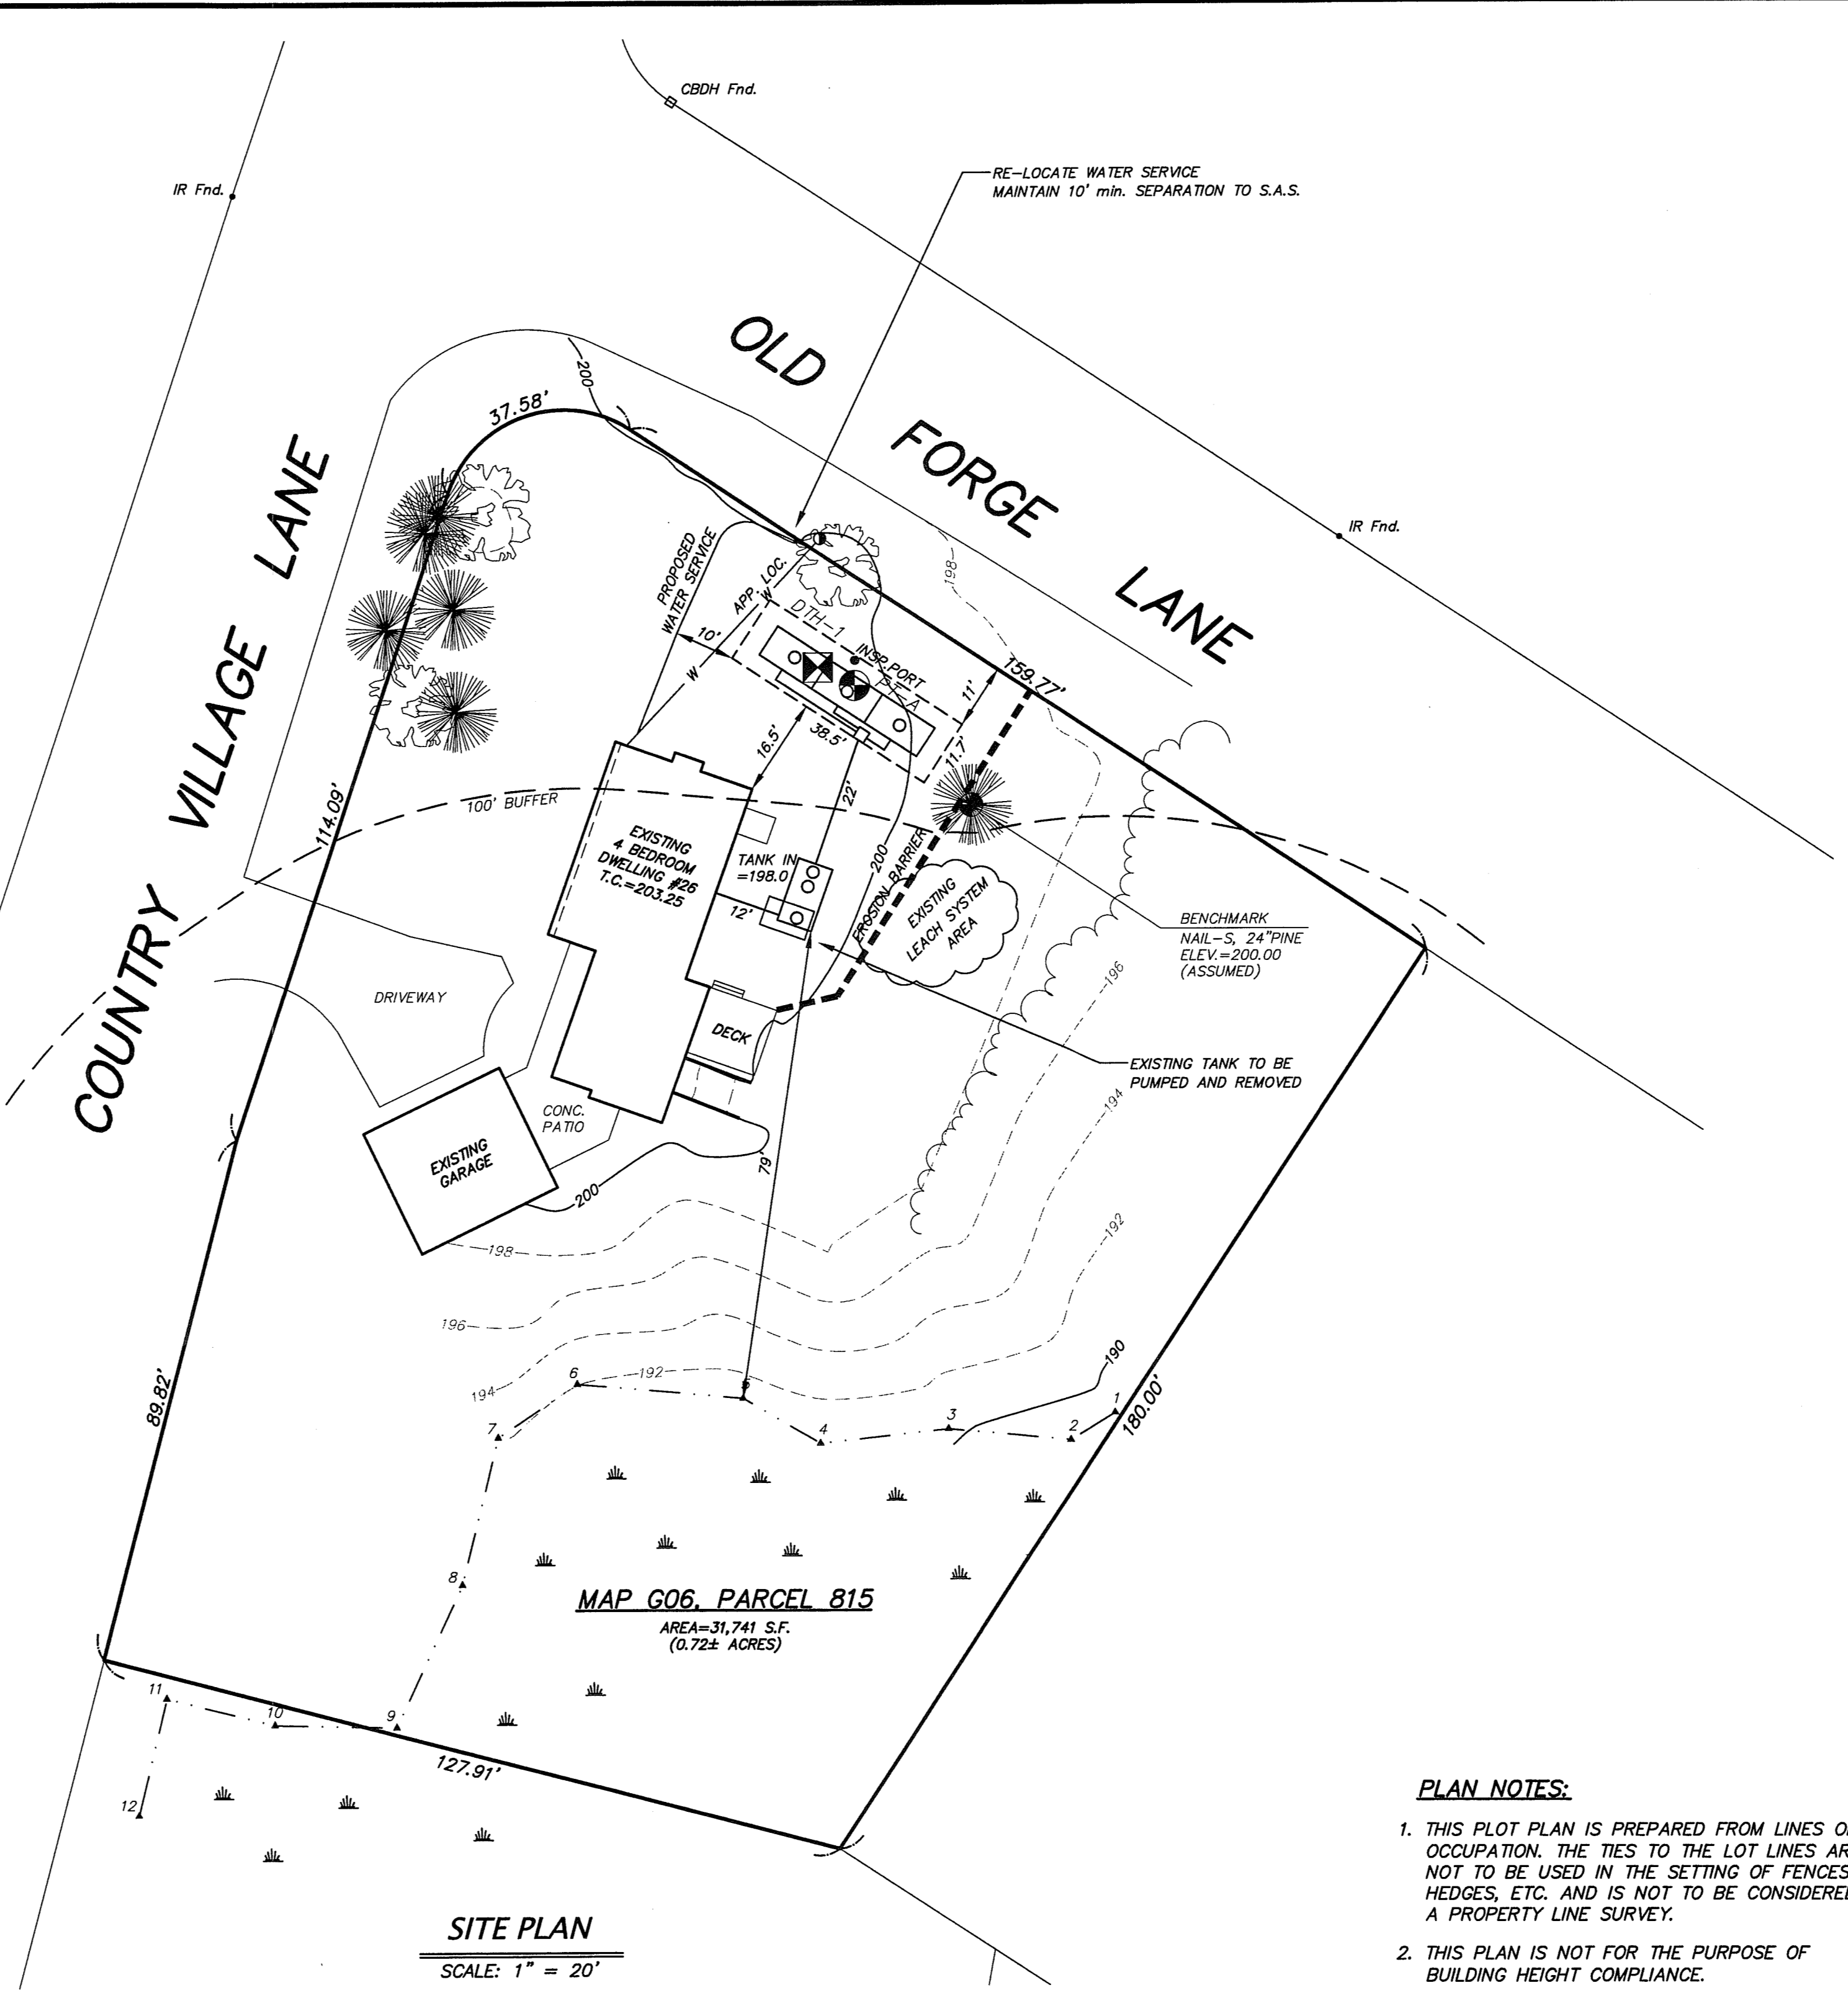 CBDH Fnd.
IR Fnd.
RE-LOCATE WATER SERVICE
MAINTAIN 10' min. SEPARATION TO S.A.S.
OLD FORGE LANE
COUNTRY VILLAGE LANE
IR Fnd.
200
37.58'
198
PROPOSED
WATER SERVICE
APP. LOC.
W
W
10'
DTH-1
INSP.PORT
PT-A
159.77'
11'
11.7'
38.5'
16.5'
22'
114.09'
100' BUFFER
EXISTING
4 BEDROOM
DWELLING #26
T.C.=203.25
TANK IN
=198.0
12'
200
EROSION BARRIER
EXISTING
LEACH SYSTEM
AREA
BENCHMARK
NAIL-S, 24"PINE
ELEV.=200.00
(ASSUMED)
196
DRIVEWAY
DECK
EXISTING TANK TO BE
PUMPED AND REMOVED
194
CONC.
PATIO
EXISTING
GARAGE
79'
200
198
192
196
190
194
192
6
5
7
4
3
2
1
180.00'
89.82'
8
MAP G06, PARCEL 815
AREA=31,741 S.F.
(0.72± ACRES)
11
10
9
12
127.91'
SITE PLAN
SCALE: 1" = 20'
PLAN NOTES:
1. THIS PLOT PLAN IS PREPARED FROM LINES
OCCUPATION. THE TIES TO THE LOT LINES
NOT TO BE USED IN THE SETTING OF FENCES
HEDGES, ETC. AND IS NOT TO BE
A PROPERTY LINE SURVEY.
2. THIS PLAN IS NOT FOR THE PURPOSE OF
BUILDING HEIGHT COMPLIANCE.